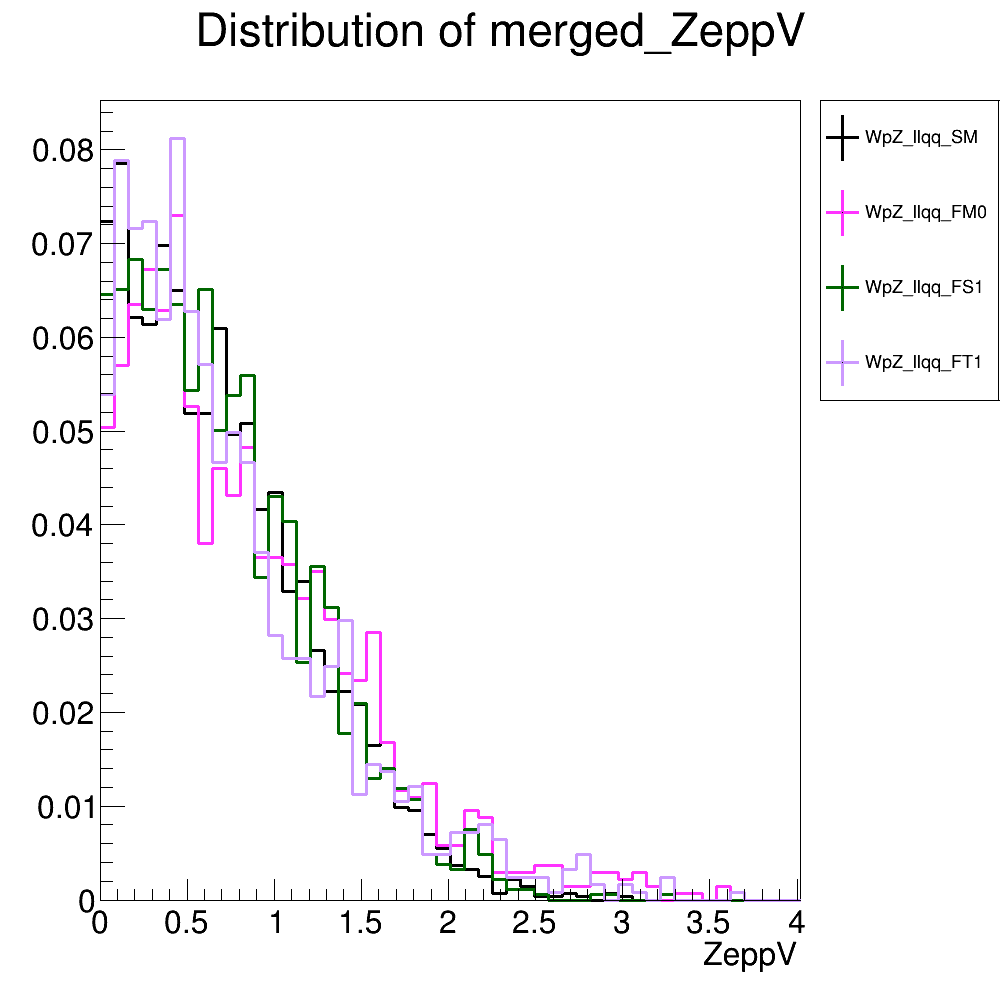 Distribution of merged_ZeppV
0.08
0.07
0.06
0.05
0.04
0.03
0.02
0.01
0
0 0.5 1 1.5 2 2.5 3 3.5 4
ZeppV
WpZ_llqq_SM
WpZ_llqq_FM0
WpZ_llqq_FS1
WpZ_llqq_FT1